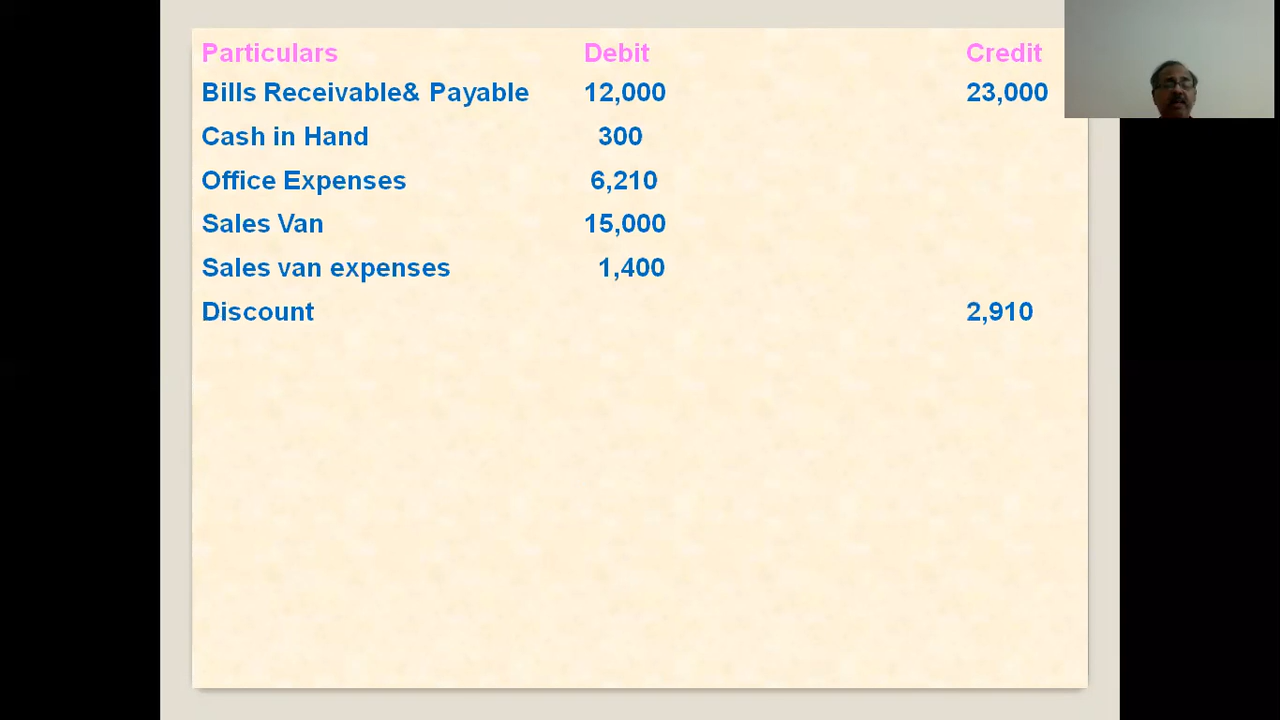 Particulars Debit Credit
Bills Receivable& Payable 12,000 23,000
Cash in Hand 300
Office Expenses 6,210
Sales Van 15,000
Sales van expenses 1,400
Discount 2,910